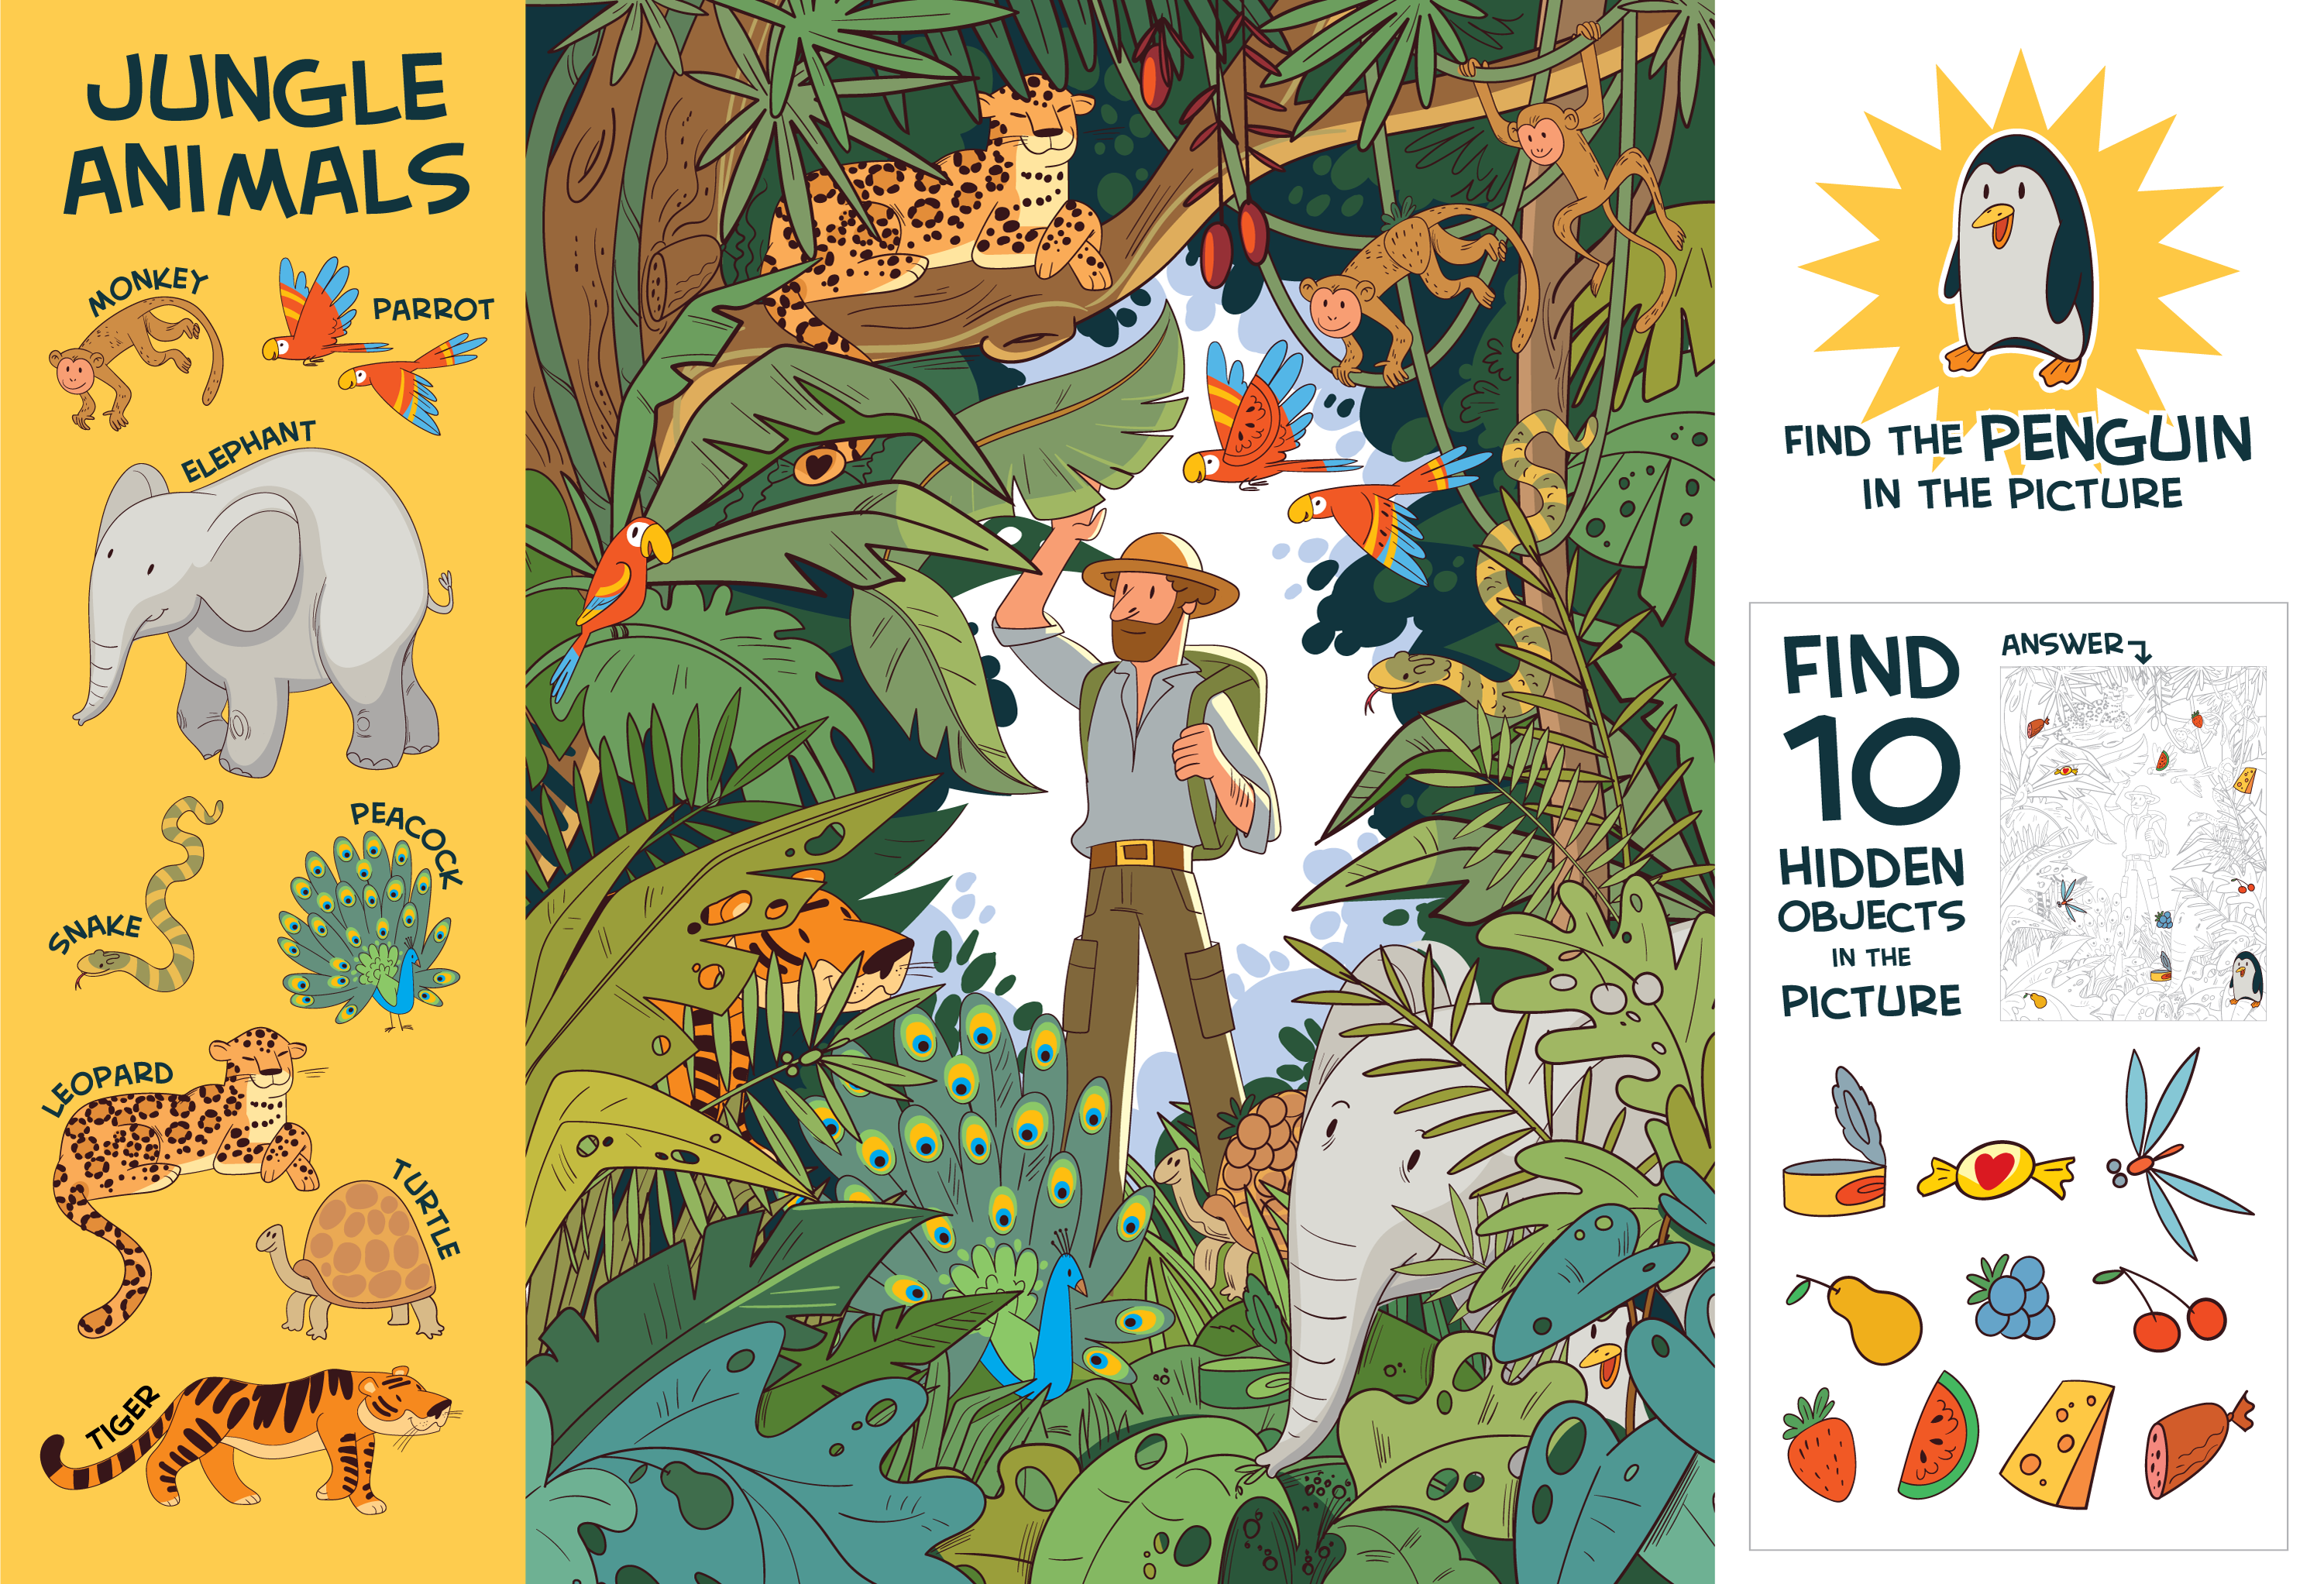 JUNGLE
ANIMALS
MONKEY
PARROT
ELEPHANT
SNAKE
PEACOCK
LEOPARD
TURTLE
TIGER
FIND THE PENGUIN
IN THE PICTURE
FIND
10
HIDDEN
OBJECTS
IN THE
PICTURE
ANSWER